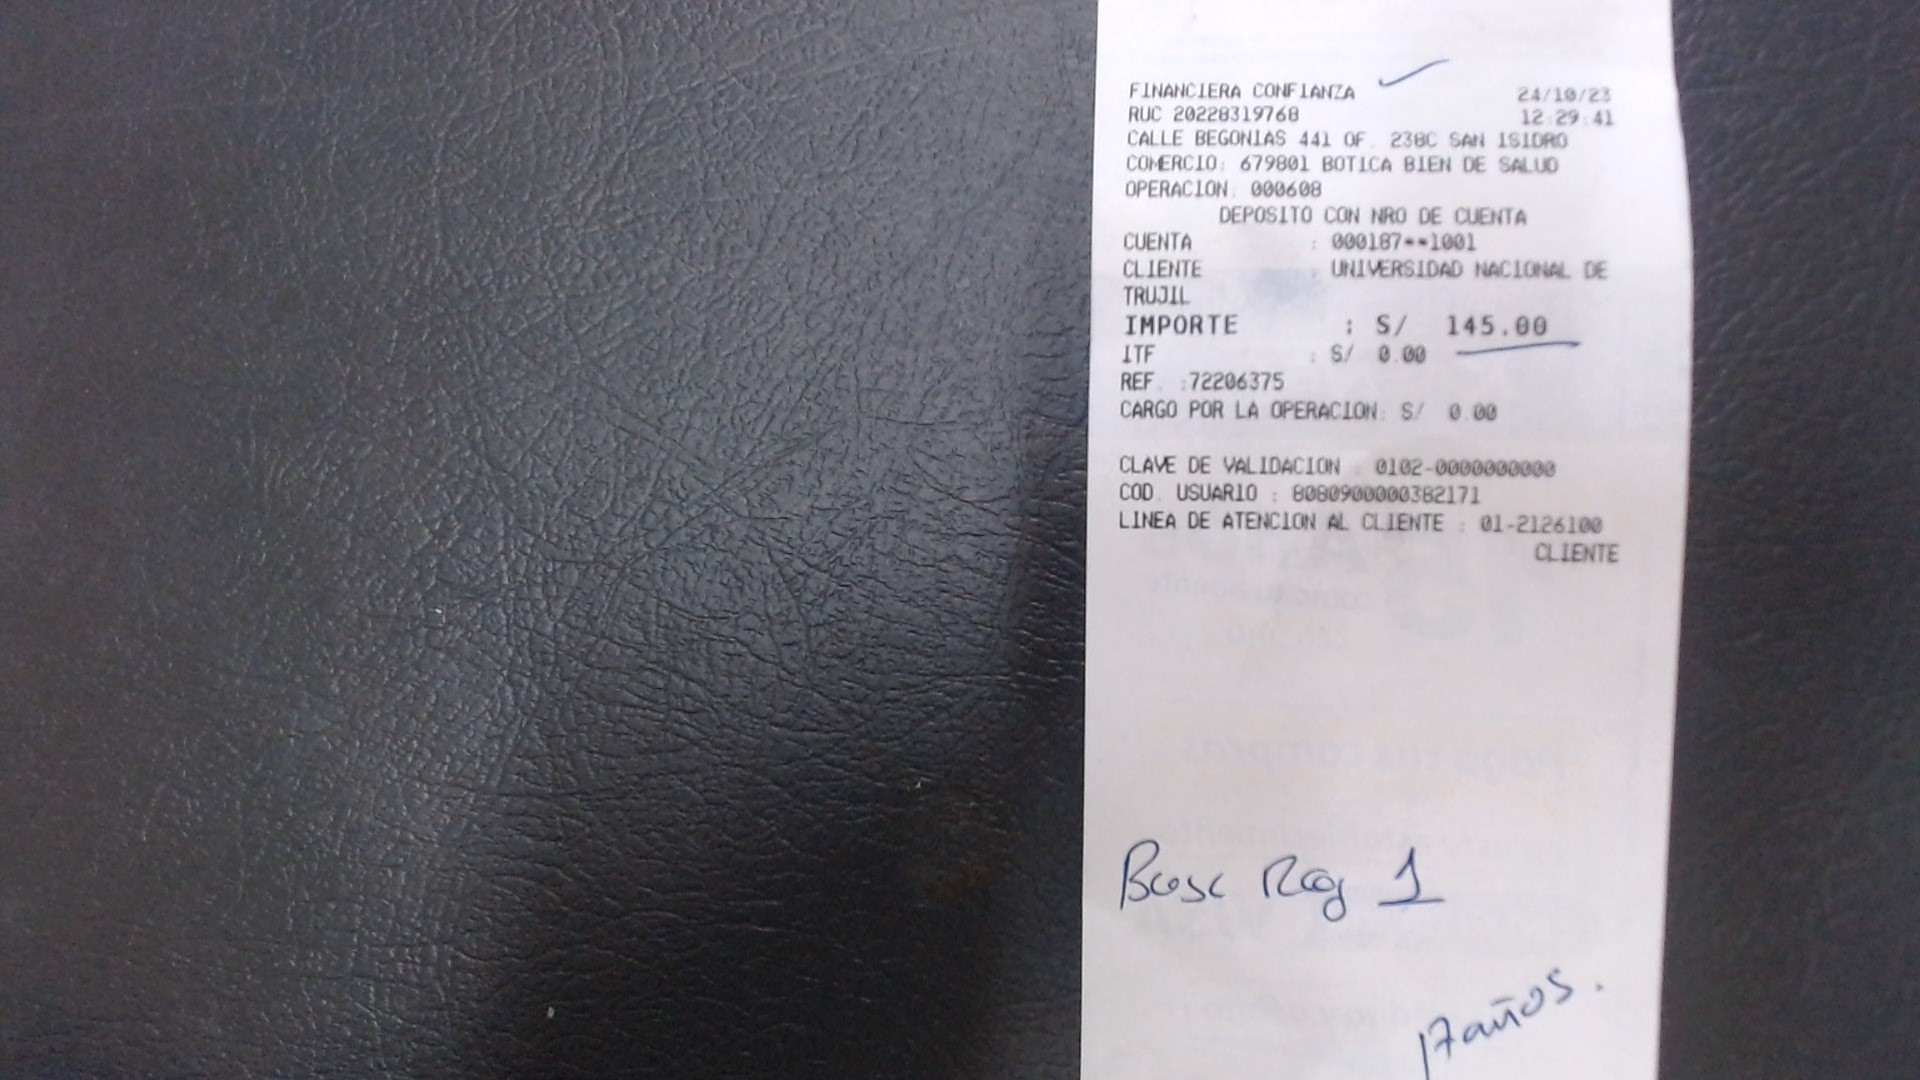 FINANCIERA CONFIANZA 24/10/23
RUC 20228319768 12:29:41
CALLE BEGONIAS 441 OF. 238C SAN ISIDRO
COMERCIO: 679801 BOTICA BIEN DE SALUD
OPERACION: 000608
DEPOSITO CON NRO DE CUENTA
CUENTA : 000187**1001
CLIENTE : UNIVERSIDAD NACIONAL DE
TRUJIL
IMPORTE : S/ 145.00
ITF : S/ 0.00
REF. :72206375
CARGO POR LA OPERACION: S/ 0.00
CLAVE DE VALIDACION : 0102-0000000000
COD. USUARIO : 8080900000382171
LINEA DE ATENCION AL CLIENTE : 01-2126100
CLIENTE
1
17 años.